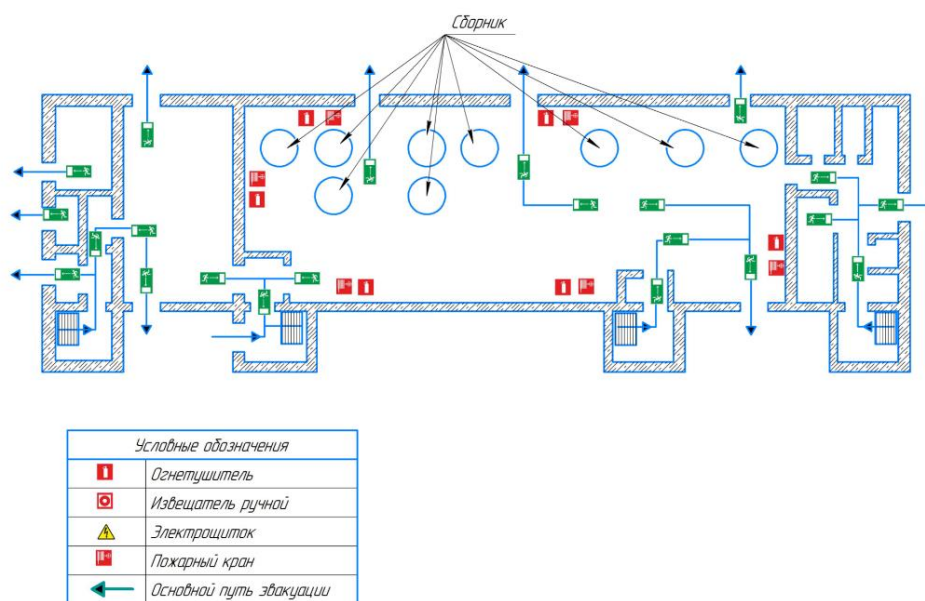 Сборник
Условные обозначения
Огнетушитель
Извещатель ручной
Электрощиток
Пожарный кран
Основной путь эвакуации